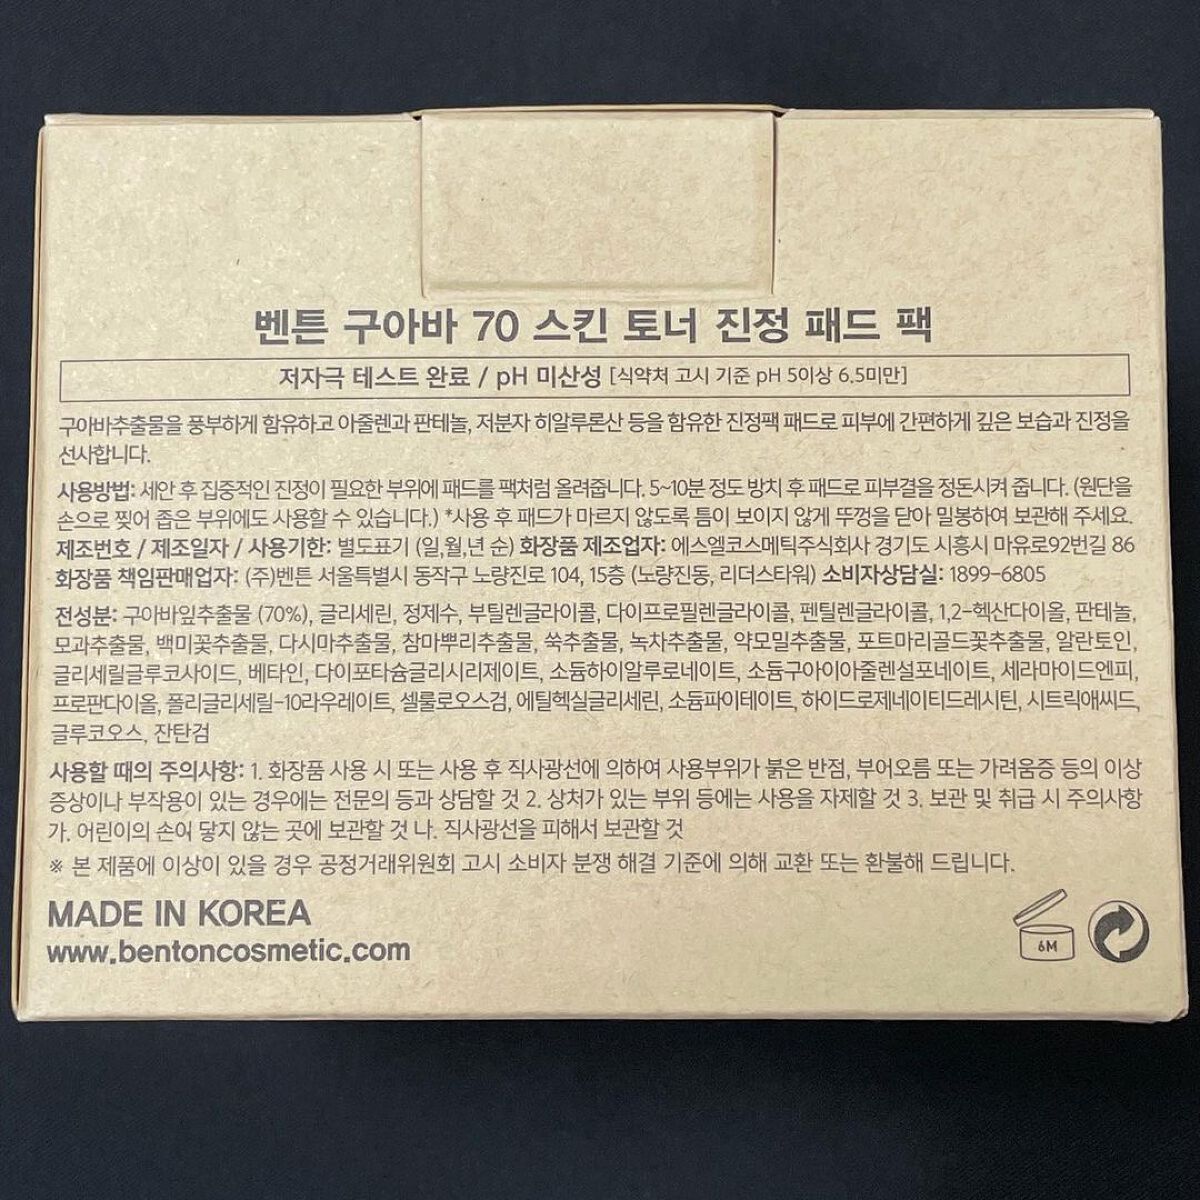 벤튼 구아바 70 스킨 토너 진정 패드 팩
저자극 테스트 완료 / pH 미산성 [식약처 고시 기준 pH 5이상 6.5미만]
구아바추출물을 풍부하게 함유하고 아줄렌과 판테놀, 저분자 히알루론산 등을 함유한 진정팩 패드로 피부에 간편하게 깊은 보습과 진정을
선사합니다.
사용방법: 세안 후 집중적인 진정이 필요한 부위에 패드를 팩처럼 올려줍니다. 5~10분 정도 방치 후 패드로 피부결을 정돈시켜 줍니다. (원단을
손으로 찢어 좁은 부위에도 사용할 수 있습니다.) *사용 후 패드가 마르지 않도록 틈이 보이지 않게 뚜껑을 닫아 밀봉하여 보관해 주세요.
제조번호 / 제조일자 / 사용기한: 별도표기 (일,월,년 순) 화장품 제조업자: 에스엘코스메틱주식회사 경기도 시흥시 마유로92번길 86
화장품 책임판매업자: (주)벤튼 서울특별시 동작구 노량진로 104, 15층 (노량진동, 리더스타워) 소비자상담실: 1899-6805
전성분: 구아바잎추출물 (70%), 글리세린, 정제수, 부틸렌글라이콜, 다이프로필렌글라이콜, 펜틸렌글라이콜, 1,2-헥산다이올, 판테놀,
모과추출물, 백미꽃추출물, 다시마추출물, 참마뿌리추출물, 쑥추출물, 녹차추출물, 약모밀추출물, 포트마리골드꽃추출물, 알란토인,
글리세릴글루코사이드, 베타인, 다이포타슘글리시리제이트, 소듐하이알루로네이트, 소듐구아이아줄렌설포네이트, 세라마이드엔피,
프로판다이올, 폴리글리세릴-10라우레이트, 셀룰로오스검, 에틸헥실글리세린, 소듐파이테이트, 하이드로제네이티드레시틴, 시트릭애씨드,
글루코오스, 잔탄검
사용할 때의 주의사항: 1. 화장품 사용 시 또는 사용 후 직사광선에 의하여 사용부위가 붉은 반점, 부어오름 또는 가려움증 등의 이상
증상이나 부작용이 있는 경우에는 전문의 등과 상담할 것 2. 상처가 있는 부위 등에는 사용을 자제할 것 3. 보관 및 취급 시 주의사항
가. 어린이의 손이 닿지 않는 곳에 보관할 것 나. 직사광선을 피해서 보관할 것
※ 본 제품에 이상이 있을 경우 공정거래위원회 고시 소비자 분쟁 해결 기준에 의해 교환 또는 환불해 드립니다.
MADE IN KOREA
www.bentoncosmetic.com
6M